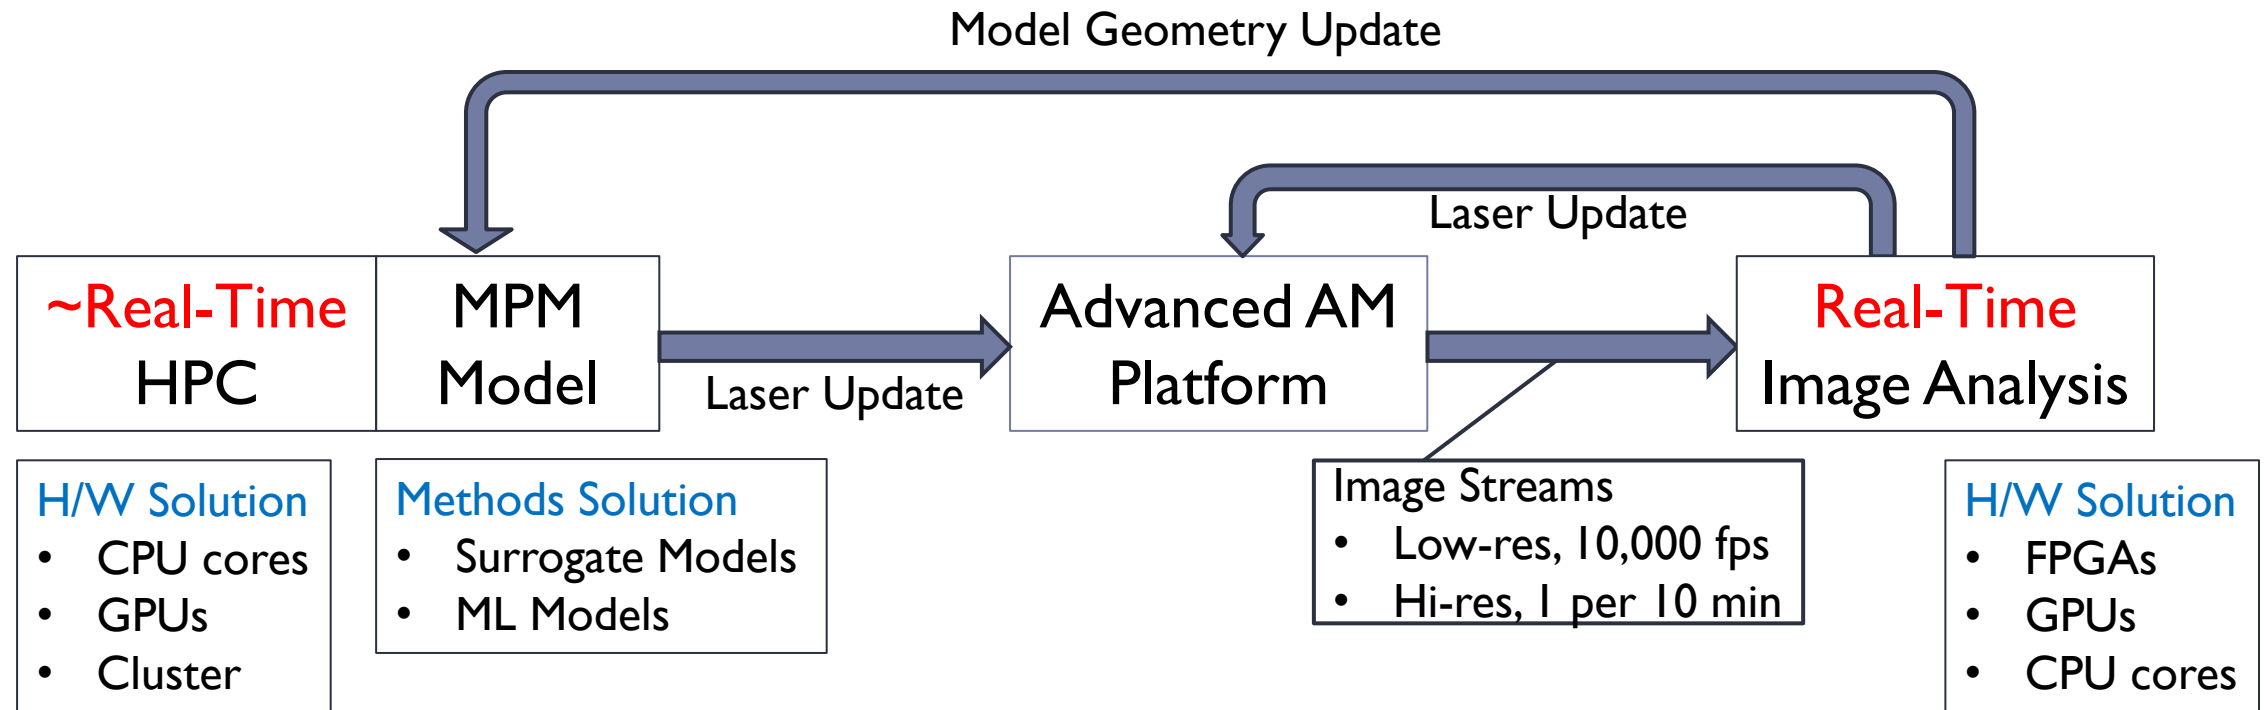 Model Geometry Update
Laser Update
~Real-Time
HPC
MPM
Model
Laser Update
Advanced AM
Platform
Real-Time
Image Analysis
H/W Solution
• CPU cores
• GPUs
• Cluster
Methods Solution
• Surrogate Models
• ML Models
Image Streams
• Low-res, 10,000 fps
• Hi-res, 1 per 10 min
H/W Solution
• FPGAs
• GPUs
• CPU cores